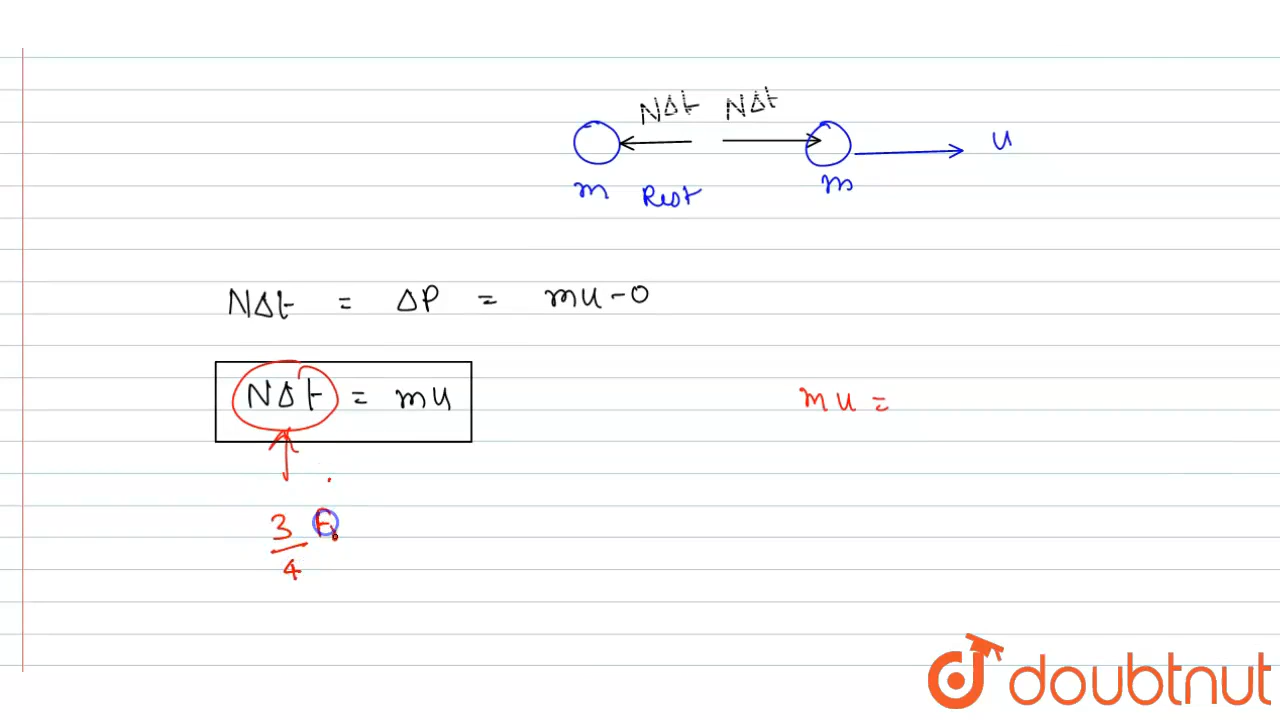 NΔt NΔt
u
m Rest m
NΔt = ΔP = mu - 0
NΔt = mu
mu =
3/4 F
doubtnut